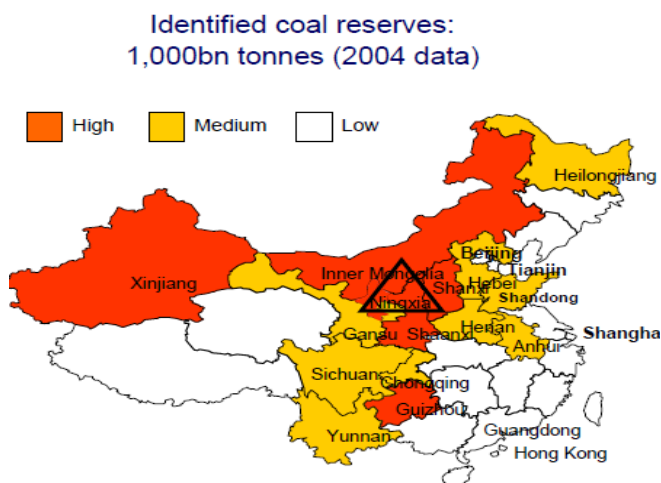 Identified coal reserves:
1,000bn tonnes (2004 data)
High Medium Low
Heilongjiang
Beijing
Inner Mongolia
Tianjin
Xinjiang
Hebei
Shanxi
Shandong
Ningxia
Gansu
Shaanxi
Henan
Shangha
Anhui
Sichuan
Chongqing
Guizhou
Yunnan
Guangdong
Hong Kong